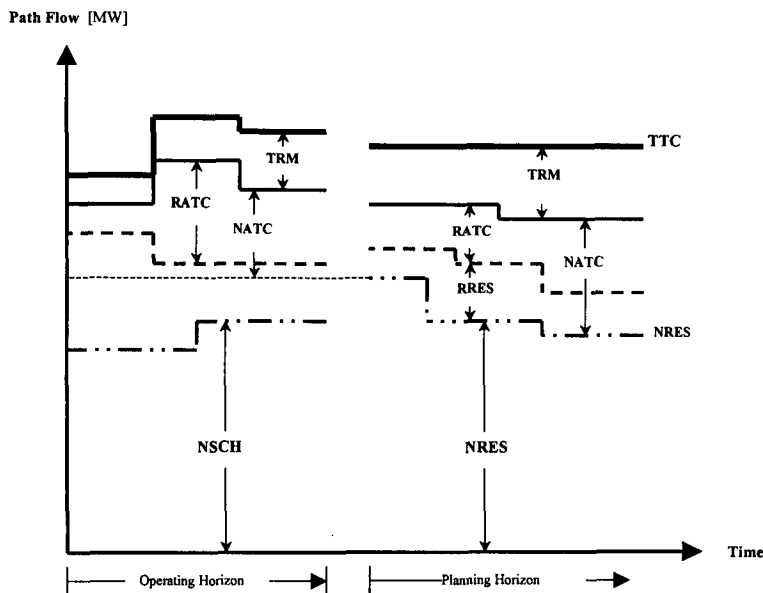 Path Flow [MW]
TTC
TRM
TRM
RATC
NATC
RATC
NATC
RRES
NRES
NSCH
NRES
Time
Operating Horizon
Planning Horizon